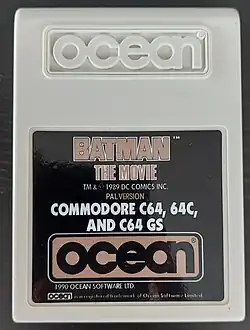 ocean
BATMAN™
THE MOVIE
TM & © 1989 DC COMICS INC.
PAL VERSION
COMMODORE C64, 64C,
AND C64 GS
ocean®
1990 OCEAN SOFTWARE LTD.
ocean is a registered trademark of Ocean Software Limited.